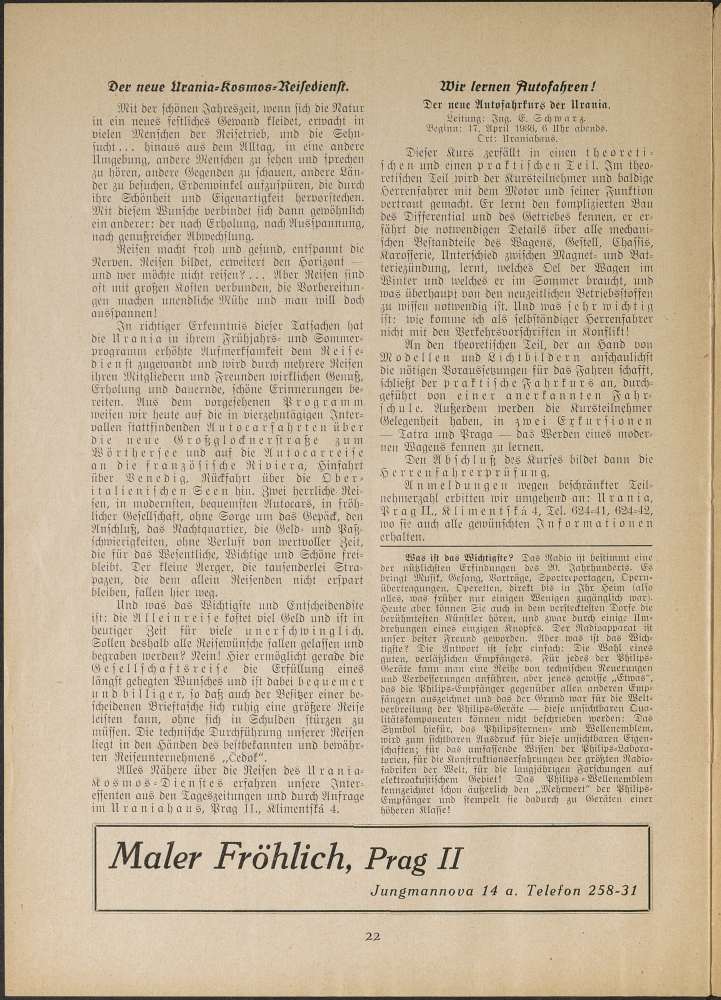 Der neue Urania-Kosmos-Reisedienst.
Mit der schönen Jahreszeit, wenn sich die Natur
in ein neues festliches Gewand kleidet, erwacht in
vielen Menschen der Reisetrieb, und die Sehn-
sucht ... hinaus aus dem Alltag, in eine andere
Umgebung, andere Menschen zu sehen und sprechen
zu hören, andere Gegenden zu schauen, andere Län-
der zu besuchen, Erdenwinkel aufzuspüren, die durch
ihre Schönheit und Eigenartigkeit hervorstechen.
Mit diesem Wunsche verbindet sich dann gewöhnlich
ein anderer: der nach Erholung, nach Ausspannung,
nach genußreicher Abwechslung.
Reisen macht froh und gesund, entspannt die
Nerven. Reisen bildet, erweitert den Horizont —
und wer möchte nicht reisen? ... Aber Reisen sind
oft mit großen Kosten verbunden, die Vorbereitun-
gen machen unendliche Mühe und man will doch
ausspannen!
In richtiger Erkenntnis dieser Tatsachen hat
die Urania in ihrem Frühjahrs- und Sommer-
programm erhöhte Aufmerksamkeit dem Reise-
dienst zugewandt und wird durch mehrere Reisen
ihren Mitgliedern und Freunden wirklichen Genuß,
Erholung und dauernde, schöne Erinnerungen be-
reiten. Aus dem vorgesehenen Programm
weisen wir heute auf die in vierzehntägigen Inter-
vallen stattfindenden Autocarfahrten über
die neue Großglocknerstraße zum
Wörthersee und auf die Autocarreise
an die französische Riviera, Hinfahrt
über Venedig, Rückfahrt über die Ober-
italienischen Seen hin. Zwei herrliche Rei-
sen, in modernsten, bequemsten Autocars, in fröh-
licher Gesellschaft, ohne Sorge um das Gepäck, den
Anschluß, das Nachtquartier, die Geld- und Paß-
schwierigkeiten, ohne Verlust von wertvoller Zeit,
die für das Wesentliche, Wichtige und Schöne frei-
bleibt. Der kleine Aerger, die tausenderlei Stra-
pazen, die dem allein Reisenden nicht erspart
bleiben, fallen hier weg.
Und was das Wichtigste und Entscheidendste
ist: die Alleinreise kostet viel Geld und ist in
heutiger Zeit für viele unerschwinglich.
Sollen deshalb alle Reisewünsche fallen gelassen und
begraben werden? Nein! Hier ermöglicht gerade die
Gesellschaftsreise die Erfüllung eines
längst gehegten Wunsches und ist dabei bequemer
und billiger, so daß auch der Besitzer einer be-
scheidenen Brieftasche sich ruhig eine größere Reise
leisten kann, ohne sich in Schulden stürzen zu
müssen. Die technische Durchführung unserer Reisen
liegt in den Händen des bestbekannten und bewähr-
ten Reiseunternehmens „Čedok“.
Alles Nähere über die Reisen des Urania-
Kosmos-Dienstes erfahren unsere Inter-
essenten aus den Tageszeitungen und durch Anfrage
im Uraniahaus, Prag II., Klimentská 4.
Wir lernen Autofahren!
Der neue Autofahrkurs der Urania.
Leitung: Ing. E. Schwarz.
Beginn: 17. April 1936, 6 Uhr abends.
Ort: Uraniahaus.
Dieser Kurs zerfällt in einen theoreti-
schen und einen praktischen Teil. Im theo-
retischen Teil wird der Kursteilnehmer und baldige
Herrenfahrer mit dem Motor und seiner Funktion
vertraut gemacht. Er lernt den komplizierten Bau
des Differential und des Getriebes kennen, er er-
fährt die notwendigen Details über alle mechani-
schen Bestandteile des Wagens, Gestell, Chassis,
Karosserie, Unterschied zwischen Magnet- und Bat-
teriezündung, lernt, welches Oel der Wagen im
Winter und welches er im Sommer braucht, und
was überhaupt von den neuzeitlichen Betriebsstoffen
zu wissen notwendig ist. Und was sehr wichtig
ist: wie komme ich als selbständiger Herrenfahrer
nicht mit den Verkehrsvorschriften in Konflikt!
An den theoretischen Teil, der an Hand von
Modellen und Lichtbildern anschaulichst
die nötigen Voraussetzungen für das Fahren schafft,
schließt der praktische Fahrkurs an, durch-
geführt von einer anerkannten Fahr-
schule. Außerdem werden die Kursteilnehmer
Gelegenheit haben, in zwei Exkursionen
— Tatra und Praga — das Werden eines moder-
nen Wagens kennen zu lernen.
Den Abschluß des Kurses bildet dann die
Herrenfahrerprüfung.
Anmeldungen wegen beschränkter Teil-
nehmerzahl erbitten wir umgehend an: Urania,
Prag II., Klimentská 4, Tel. 624-41, 624-42,
wo sie auch alle gewünschten Informationen
erhalten.
Was ist das Wichtigste? Das Radio ist bestimmt eine
der nützlichsten Erfindungen des 20. Jahrhunderts. Es
bringt Musik, Gesang, Vorträge, Sportreportagen, Opern-
übertragungen, Operetten, direkt bis in Ihr Heim (also
alles, was früher nur einigen Wenigen zugänglich war).
Heute aber können Sie auch in dem verstecktesten Dorfe die
berühmtesten Künstler hören, und zwar durch einige Um-
drehungen eines einzigen Knopfes. Der Radioapparat ist
unser bester Freund geworden. Aber was ist das Wich-
tigste? Die Antwort ist sehr einfach: Die Wahl eines
guten, verläßlichen Empfängers. Für jedes der Philips-
Geräte kann man eine Reihe von technischen Neuerungen
und Verbesserungen anführen, aber jenes gewisse „Etwas“,
das die Philips-Empfänger gegenüber allen anderen Emp-
fängern auszeichnet und das der Grund war für die Welt-
verbreitung der Philips-Geräte — diese unsichtbaren Qua-
litätskomponenten können nicht beschrieben werden: Das
Symbol hiefür, das Philipssternen- und Wellenemblem,
wird zum sichtbaren Ausdruck für diese unsichtbaren Eigen-
schaften; für das umfassende Wissen der Philips-Labora-
torien, für die Konstruktionserfahrungen der größten Radio-
fabriken der Welt, für die langjährigen Forschungen auf
elektroakustischem Gebiet! Das Philips-Wellenemblem
kennzeichnet schon äußerlich den „Mehrwert“ der Philips-
Empfänger und stempelt sie dadurch zu Geräten einer
höheren Klasse!
Maler Fröhlich, Prag II
Jungmannova 14 a. Telefon 258-31
22